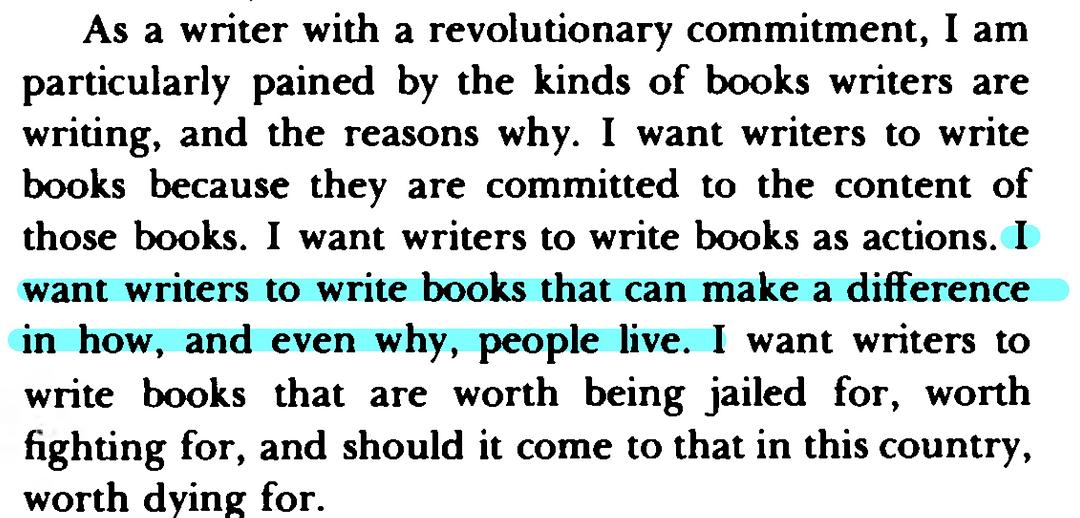 As a writer with a revolutionary commitment, I am
particularly pained by the kinds of books writers are
writing, and the reasons why. I want writers to write
books because they are committed to the content of
those books. I want writers to write books as actions. I
want writers to write books that can make a difference
in how, and even why, people live. I want writers to
write books that are worth being jailed for, worth
fighting for, and should it come to that in this country,
worth dying for.